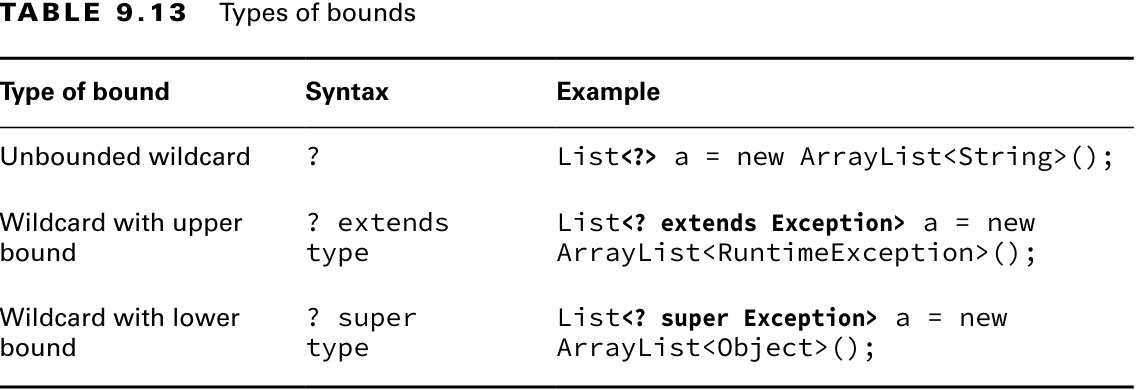 TABLE 9.13 Types of bounds
Type of bound Syntax Example
Unbounded wildcard ? List<?> a = new ArrayList<String>();
Wildcard with upper bound ? extends type List<? extends Exception> a = new ArrayList<RuntimeException>();
Wildcard with lower bound ? super type List<? super Exception> a = new ArrayList<Object>();